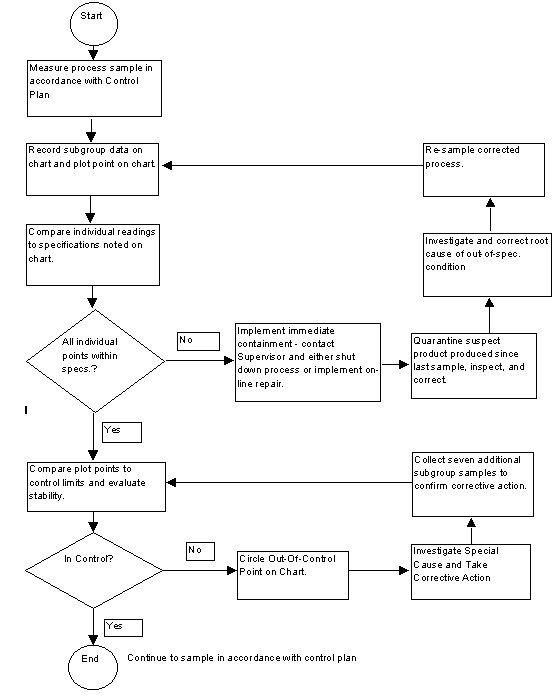 Start
Measure process sample in
accordance with Control
Plan
Record subgroup data on
chart and plot point on chart.
Re-sample corrected
process.
Compare individual readings
to specifications noted on
chart.
Investigate and correct root
cause of out-of-spec.
condition
All individual
points within
specs.?
No
Implement immediate
containment - contact
Supervisor and either shut
down process or implement on-
line repair.
Quarantine suspect
product produced since
last sample, inspect, and
correct.
Yes
Compare plot points to
control limits and evaluate
stability.
Collect seven additional
subgroup samples to
confirm corrective action.
In Control?
No
Circle Out-Of-Control
Point on Chart.
Investigate Special
Cause and Take
Corrective Action
Yes
End
Continue to sample in accordance with control plan